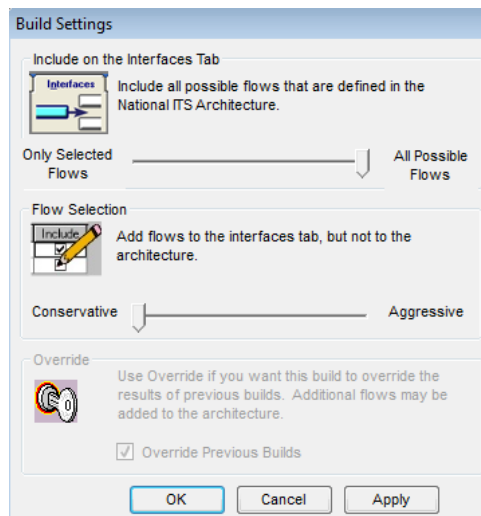 Build Settings
Include on the Interfaces Tab
Interfaces
Include all possible flows that are defined in the
National ITS Architecture.
Only Selected
Flows
All Possible
Flows
Flow Selection
Include
Add flows to the interfaces tab, but not to the
architecture.
Conservative
Aggressive
Override
Use Override if you want this build to override the
results of previous builds. Additional flows may be
added to the architecture.
Override Previous Builds
OK
Cancel
Apply